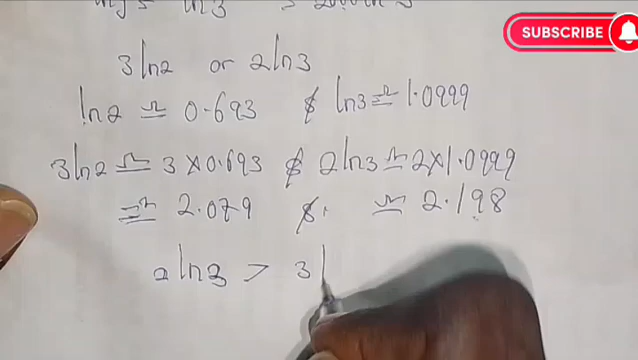 SUBSCRIBE
3ln2 or 2ln3
ln2 ≃ 0.693 & ln3 ≃ 1.0999
3ln2 ≃ 3×0.693 & 2ln3 ≃ 2×1.0999
≃ 2.079 & ≃ 2.198
2ln3 > 3l